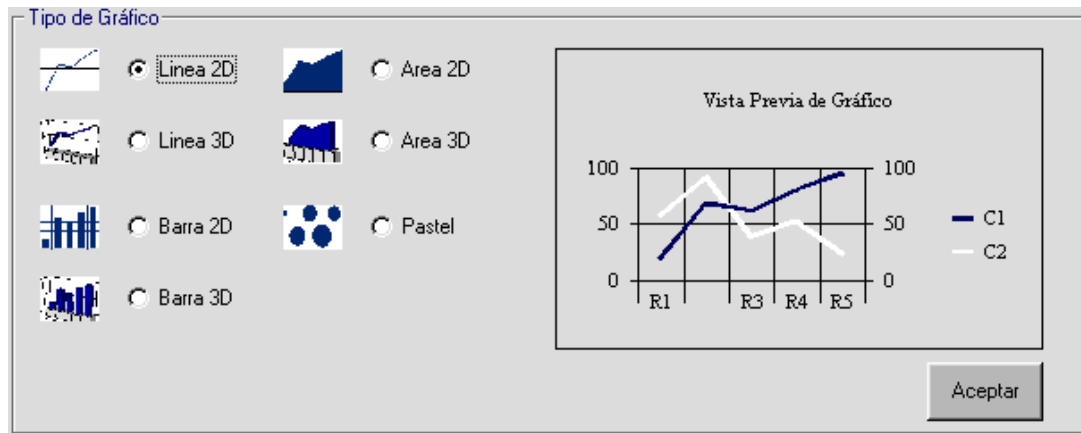 Tipo de Gráfico
Linea 2D
Area 2D
Linea 3D
Area 3D
Barra 2D
Pastel
Barra 3D
Vista Previa de Gráfico
100
50
0
100
50
0
R1
R3
R4
R5
C1
C2
Aceptar